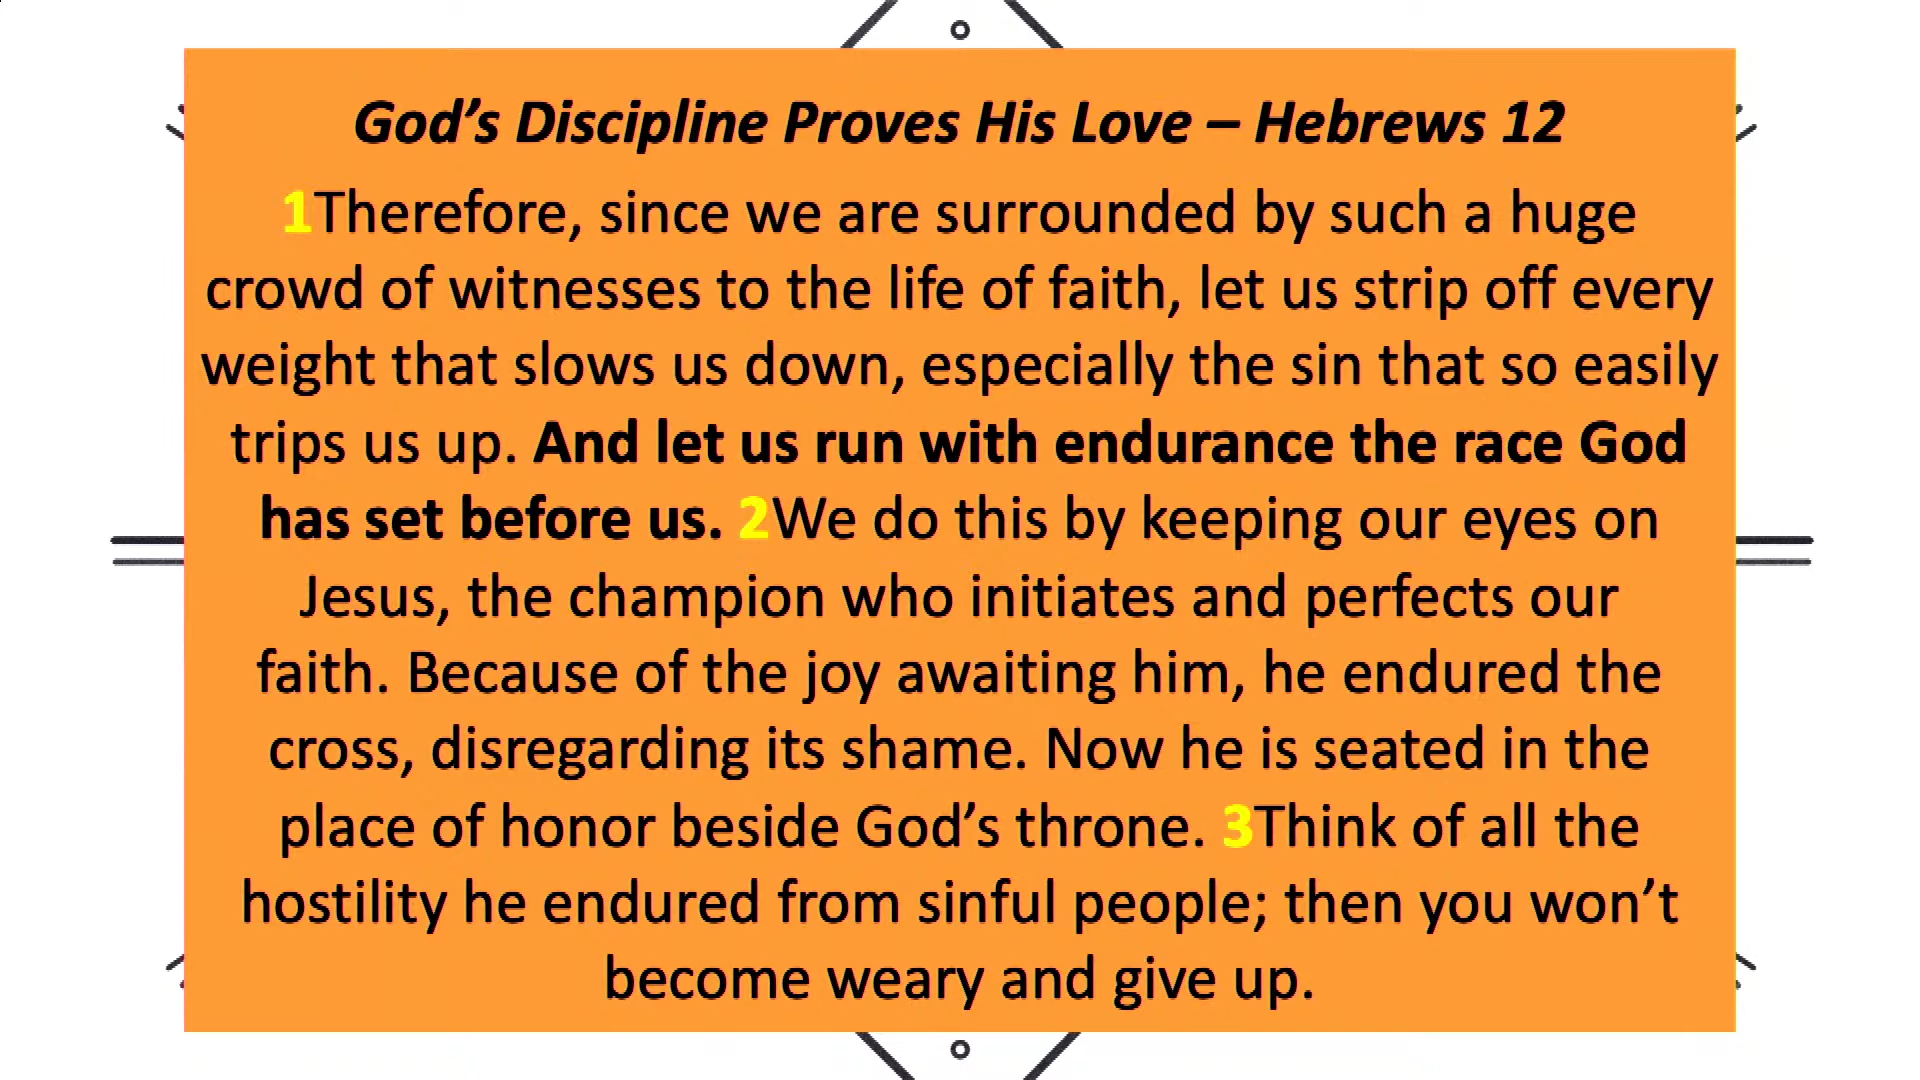 God’s Discipline Proves His Love – Hebrews 12
1Therefore, since we are surrounded by such a huge
crowd of witnesses to the life of faith, let us strip off every
weight that slows us down, especially the sin that so easily
trips us up. And let us run with endurance the race God
has set before us. 2We do this by keeping our eyes on
Jesus, the champion who initiates and perfects our
faith. Because of the joy awaiting him, he endured the
cross, disregarding its shame. Now he is seated in the
place of honor beside God’s throne. 3Think of all the
hostility he endured from sinful people; then you won’t
become weary and give up.